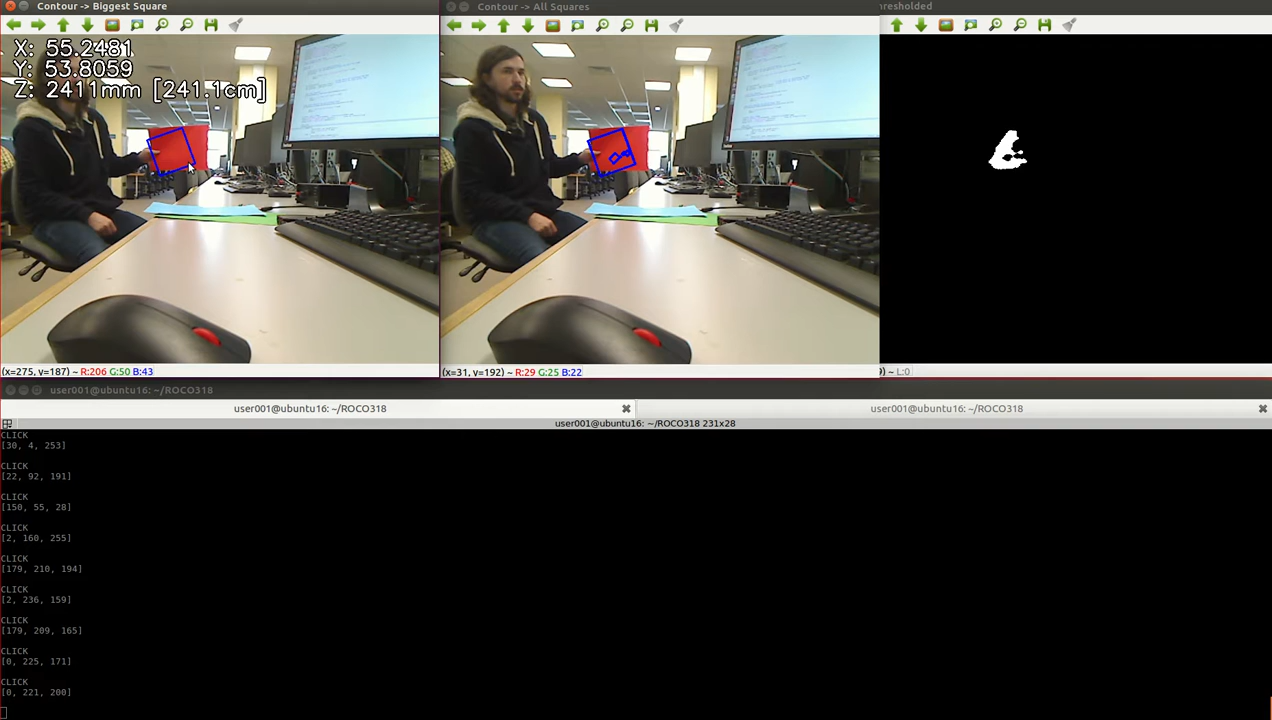 Contour -> Biggest Square
Contour -> All Squares
resholded
X: 55.2481
Y: 53.8059
Z: 2411mm [241.1cm]
(x=275, y=187) ~ R:206 G:50 B:43
(x=31, y=192) ~ R:29 G:25 B:22
9) ~ L:0
user001@ubuntu16: ~/ROCO318
user001@ubuntu16: ~/ROCO318
user001@ubuntu16: ~/ROCO318
user001@ubuntu16: ~/ROCO318 231x28
CLICK
[30, 4, 253]
CLICK
[22, 92, 191]
CLICK
[150, 55, 28]
CLICK
[2, 160, 255]
CLICK
[179, 210, 194]
CLICK
[2, 236, 159]
CLICK
[179, 209, 165]
CLICK
[0, 225, 171]
CLICK
[0, 221, 200]